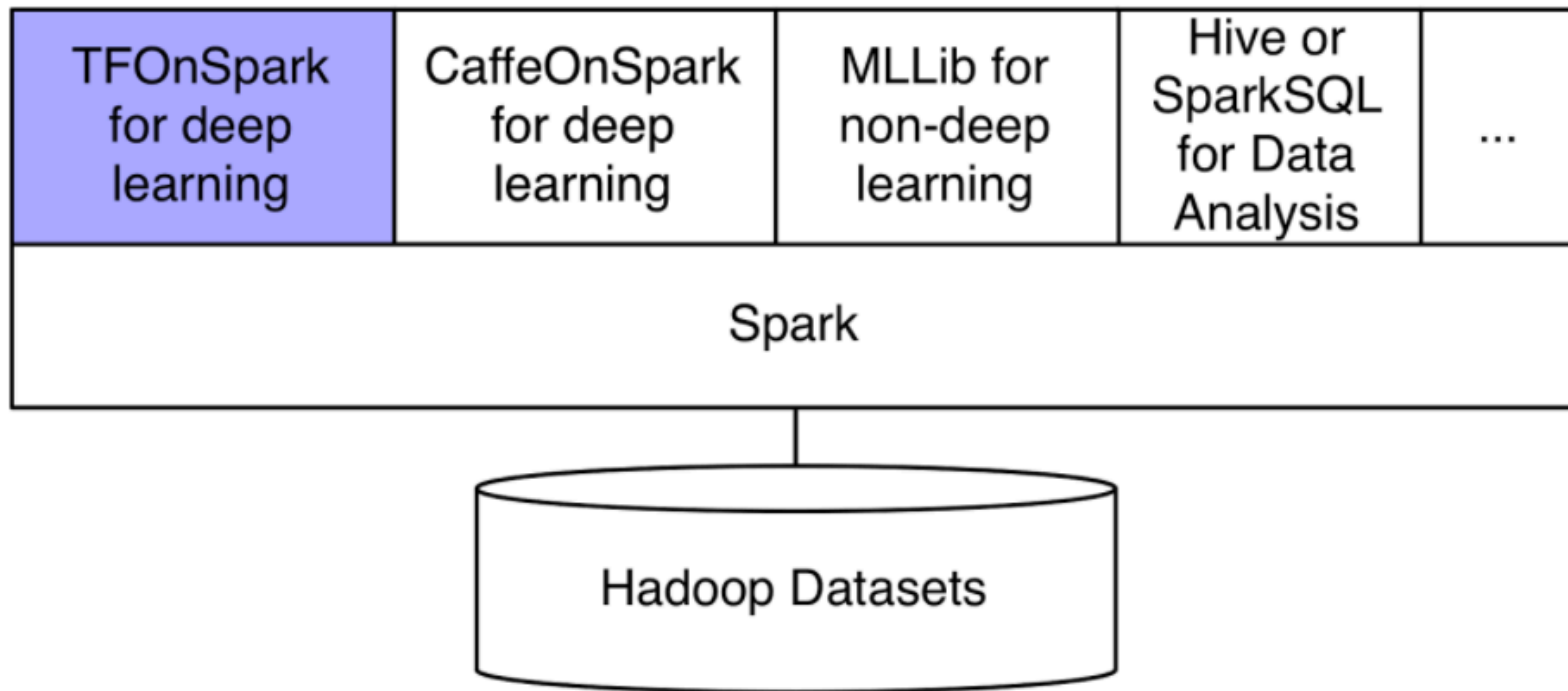 TFOnSpark
for deep
learning
CaffeOnSpark
for deep
learning
MLLib for
non-deep
learning
Hive or
SparkSQL
for Data
Analysis
...
Spark
Hadoop Datasets